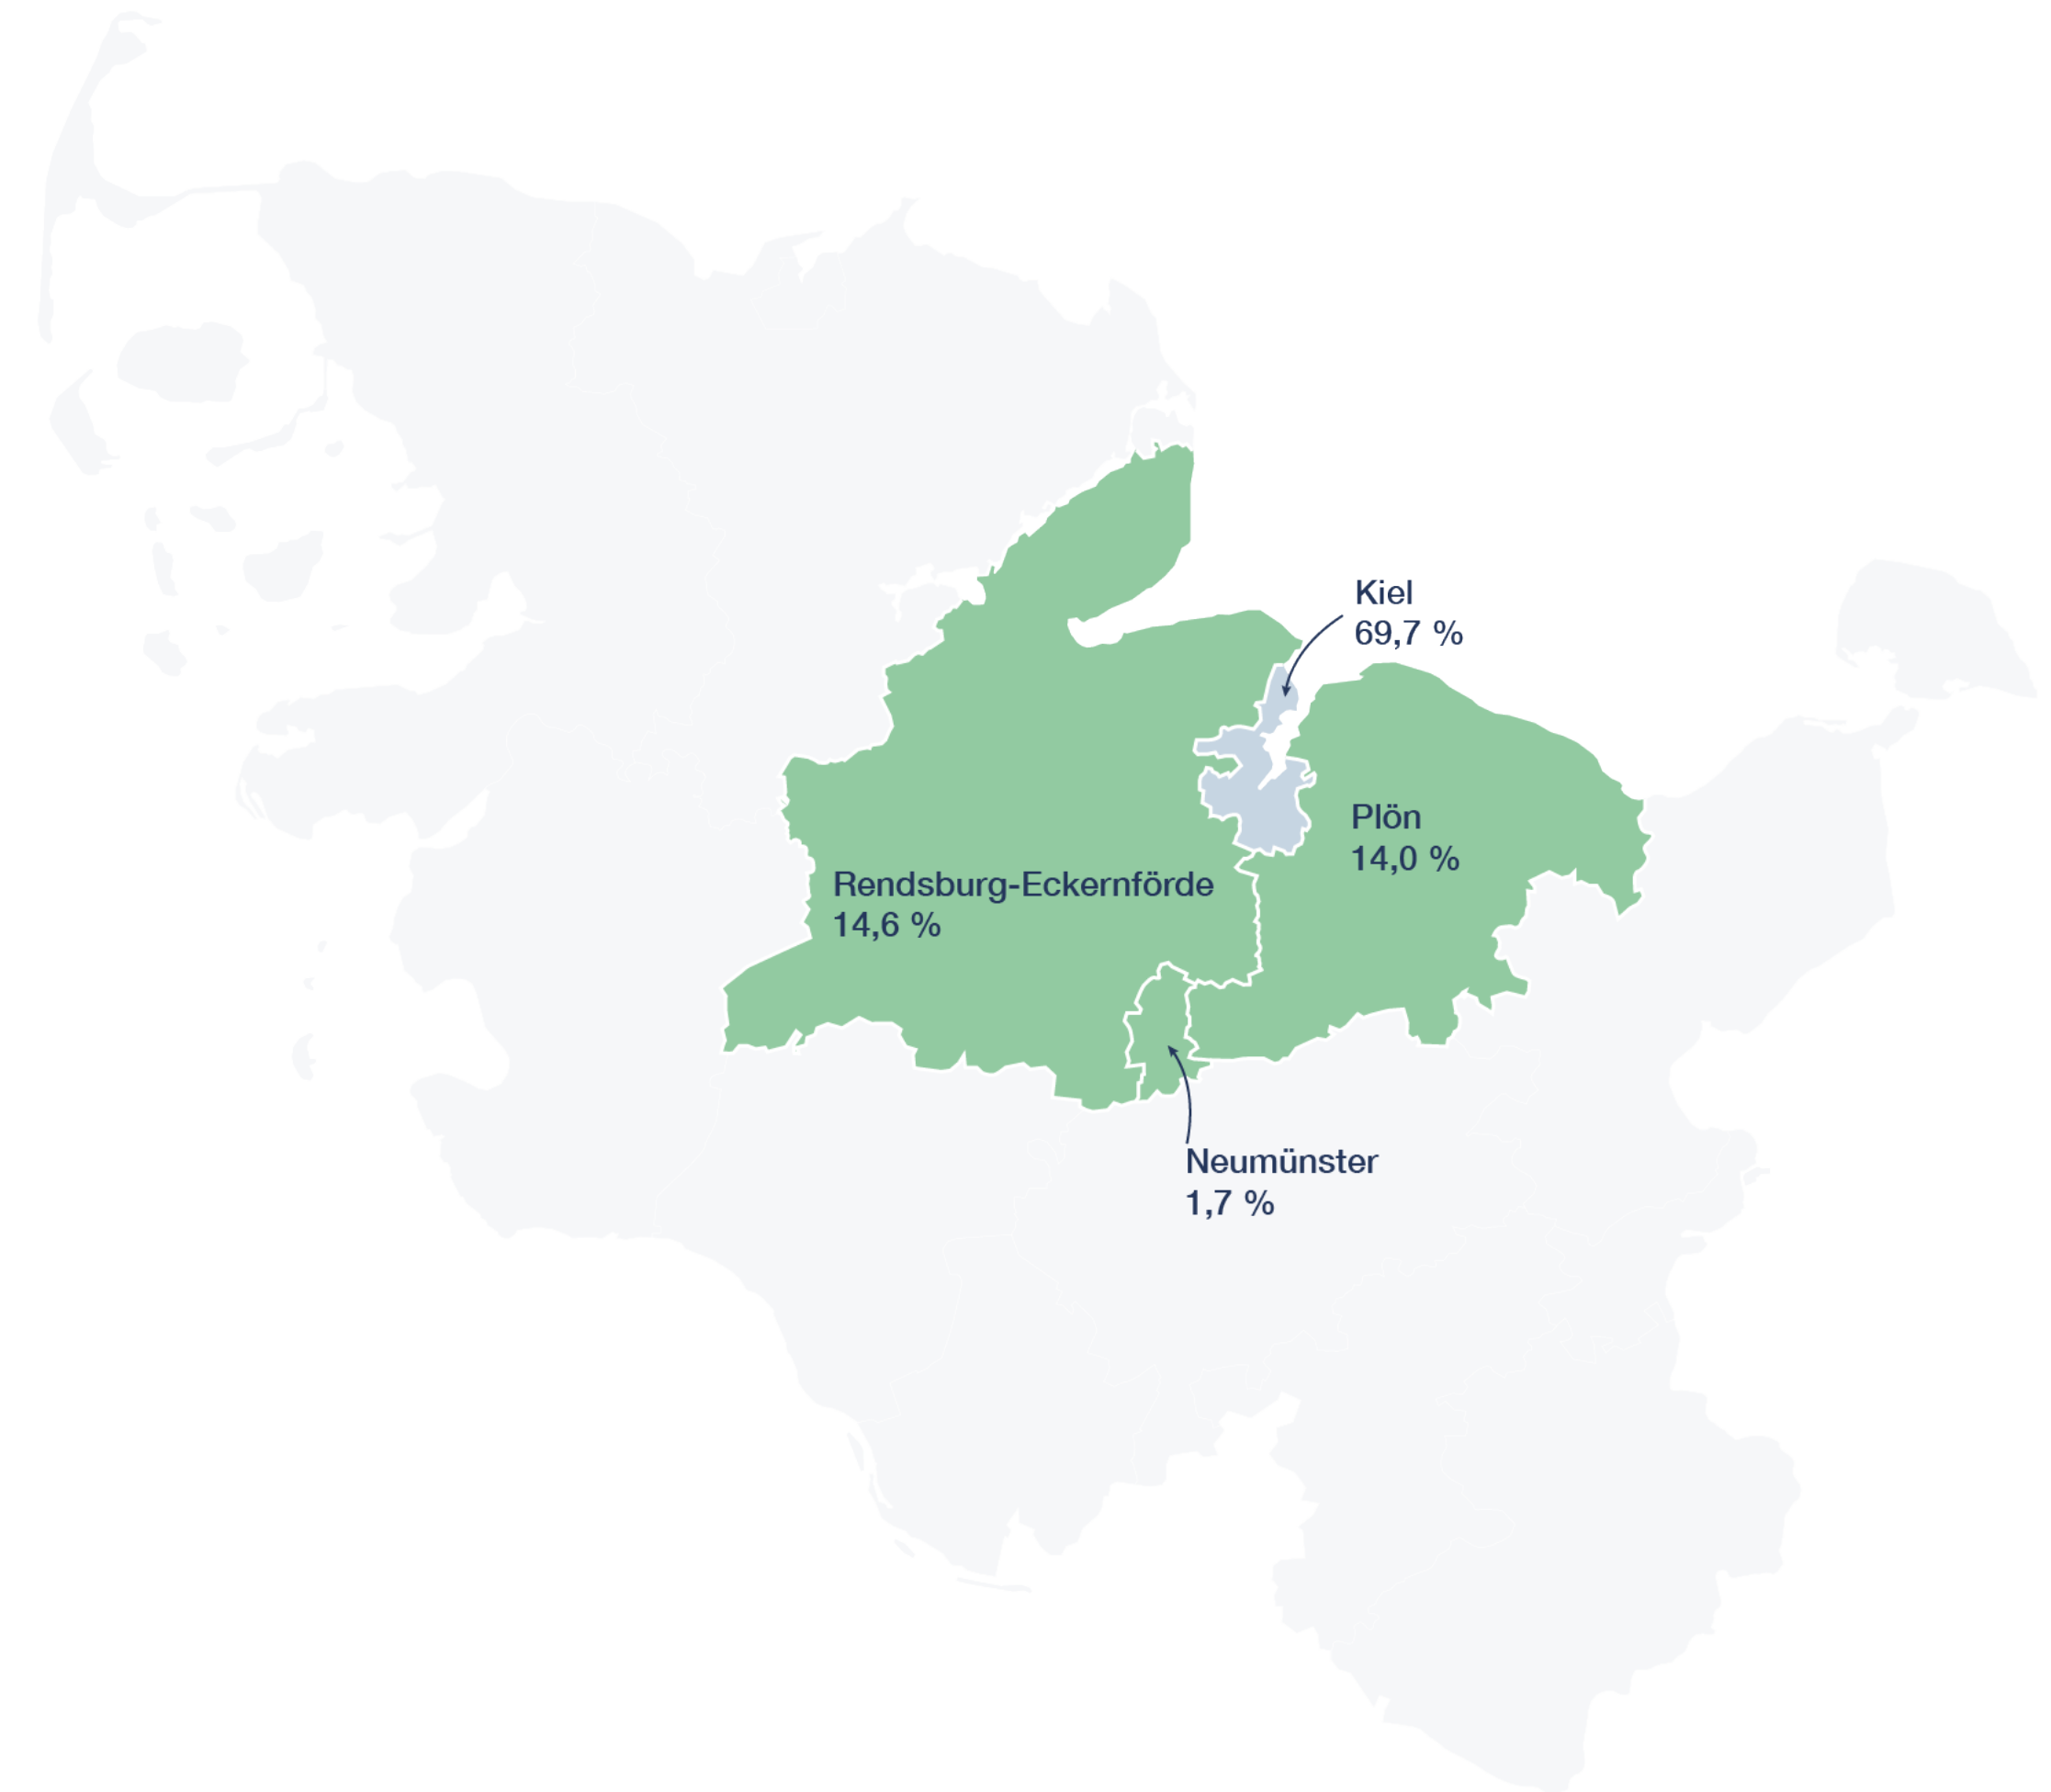 Kiel
69,7 %
Plön
14,0 %
Rendsburg-Eckernförde
14,6 %
Neumünster
1,7 %